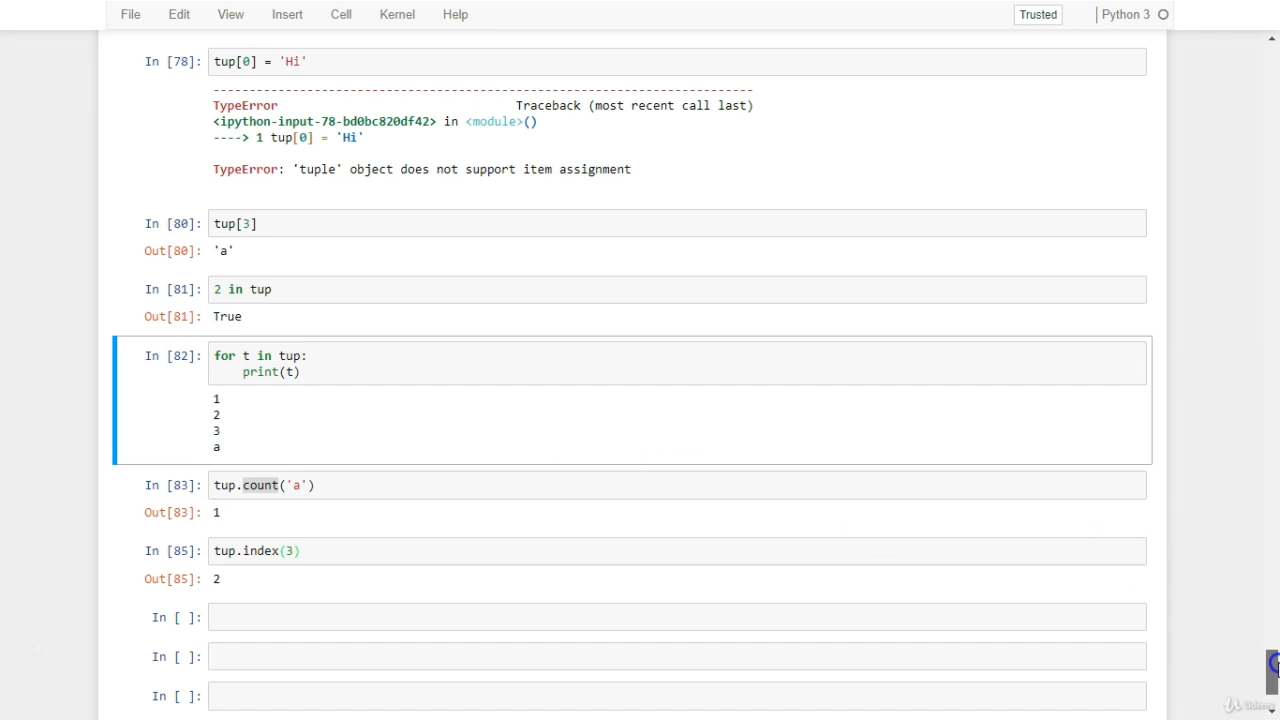 File Edit View Insert Cell Kernel Help Trusted Python 3
In [78]: tup[0] = 'Hi'
---------------------------------------------------------------------------
TypeError Traceback (most recent call last)
<ipython-input-78-bd0bc820df42> in <module>()
----> 1 tup[0] = 'Hi'
TypeError: 'tuple' object does not support item assignment
In [80]: tup[3]
Out[80]: 'a'
In [81]: 2 in tup
Out[81]: True
In [82]: for t in tup:
print(t)
1
2
3
a
In [83]: tup.count('a')
Out[83]: 1
In [85]: tup.index(3)
Out[85]: 2
In [ ]:
In [ ]:
In [ ]:
Udemy